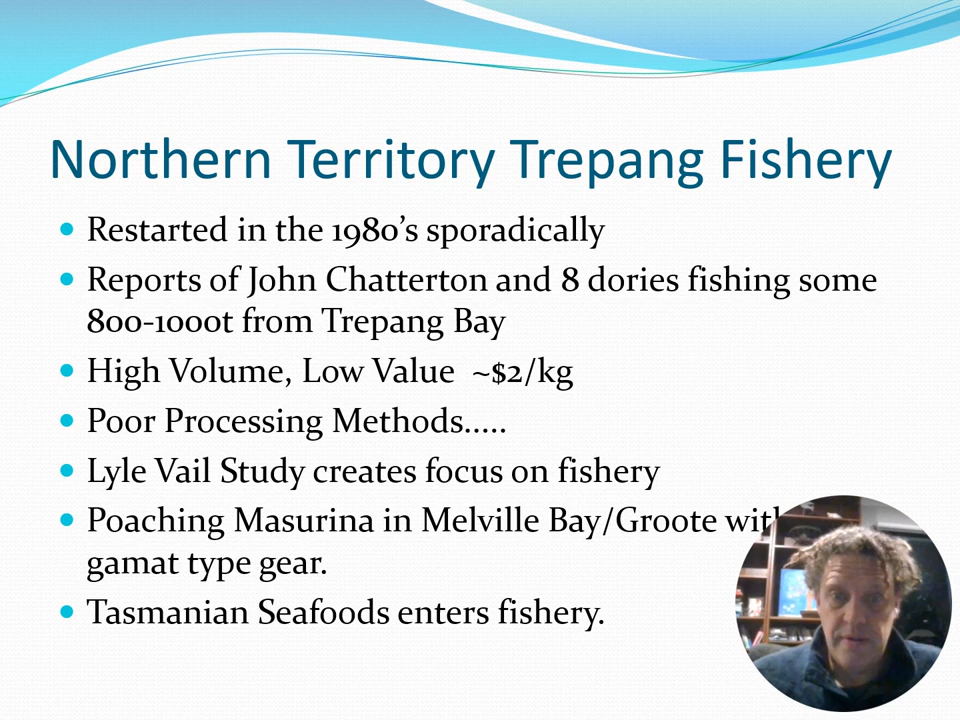 Northern Territory Trepang Fishery
Restarted in the 1980’s sporadically
Reports of John Chatterton and 8 dories fishing some
800-1000t from Trepang Bay
High Volume, Low Value ~$2/kg
Poor Processing Methods.....
Lyle Vail Study creates focus on fishery
Poaching Masurina in Melville Bay/Groote with
gamat type gear.
Tasmanian Seafoods enters fishery.